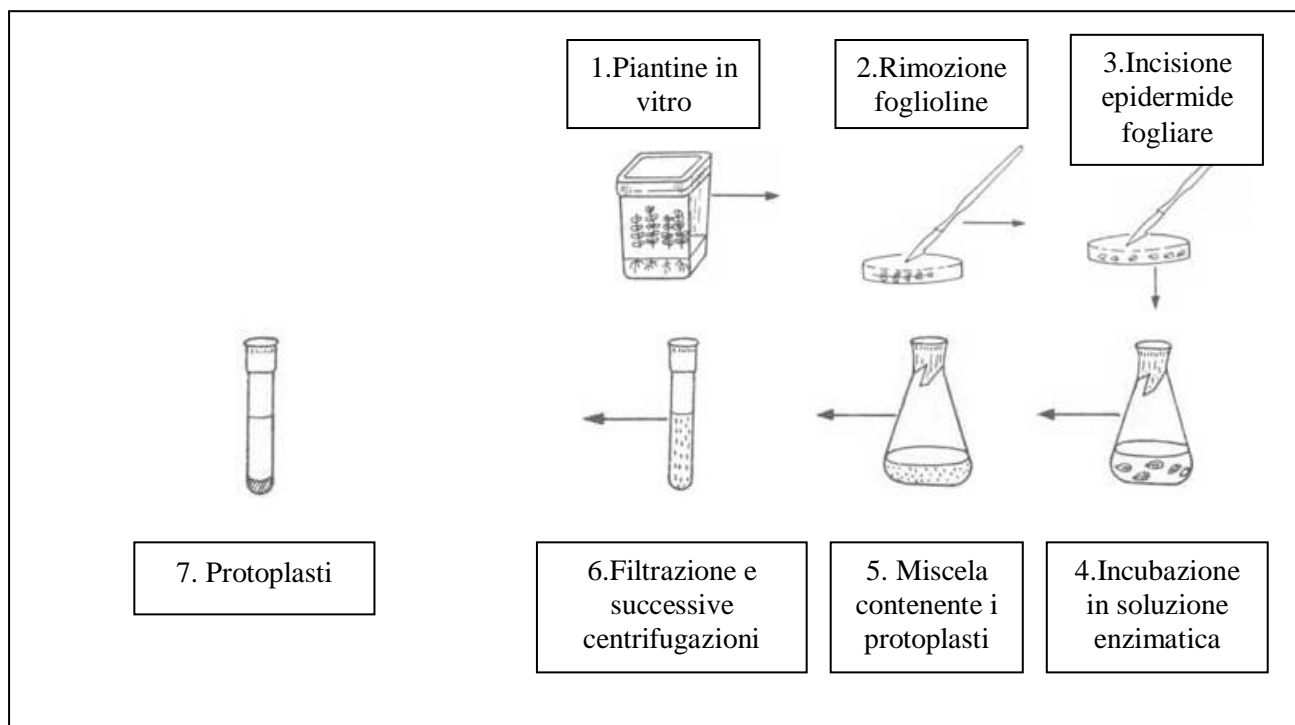 1.Piantine in
vitro
2.Rimozione
foglioline
3.Incisione
epidermide
fogliare
7. Protoplasti
6.Filtrazione e
successive
centrifugazioni
5. Miscela
contenente i
protoplasti
4.Incubazione
in soluzione
enzimatica